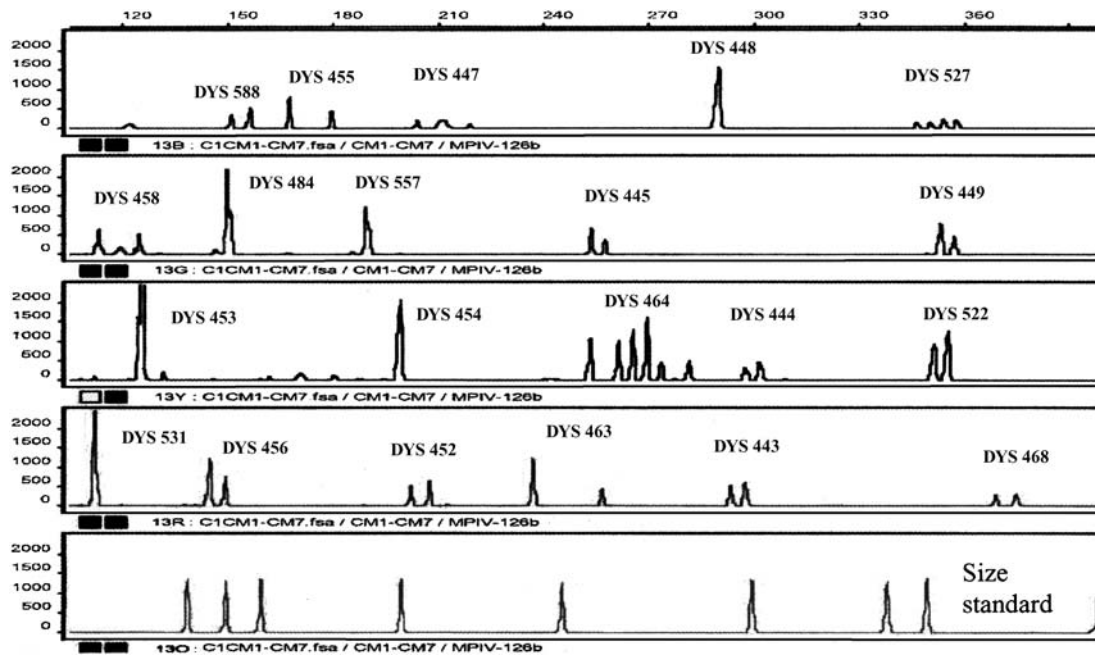 120 150 180 210 240 270 300 330 360
2000
1500
1000
500
0
DYS 588
DYS 455
DYS 447
DYS 448
DYS 527
13B : C1CM1-CM7.fsa / CM1-CM7 / MPIV-126b
2000
1500
1000
500
0
DYS 458
DYS 484
DYS 557
DYS 445
DYS 449
13G : C1CM1-CM7.fsa / CM1-CM7 / MPIV-126b
2000
1500
1000
500
0
DYS 453
DYS 454
DYS 464
DYS 444
DYS 522
13Y : C1CM1-CM7.fsa / CM1-CM7 / MPIV-126b
2000
1500
1000
500
0
DYS 531
DYS 456
DYS 452
DYS 463
DYS 443
DYS 468
13R : C1CM1-CM7.fsa / CM1-CM7 / MPIV-126b
2000
1500
1000
500
0
Size
standard
13O : C1CM1-CM7.fsa / CM1-CM7 / MPIV-126b